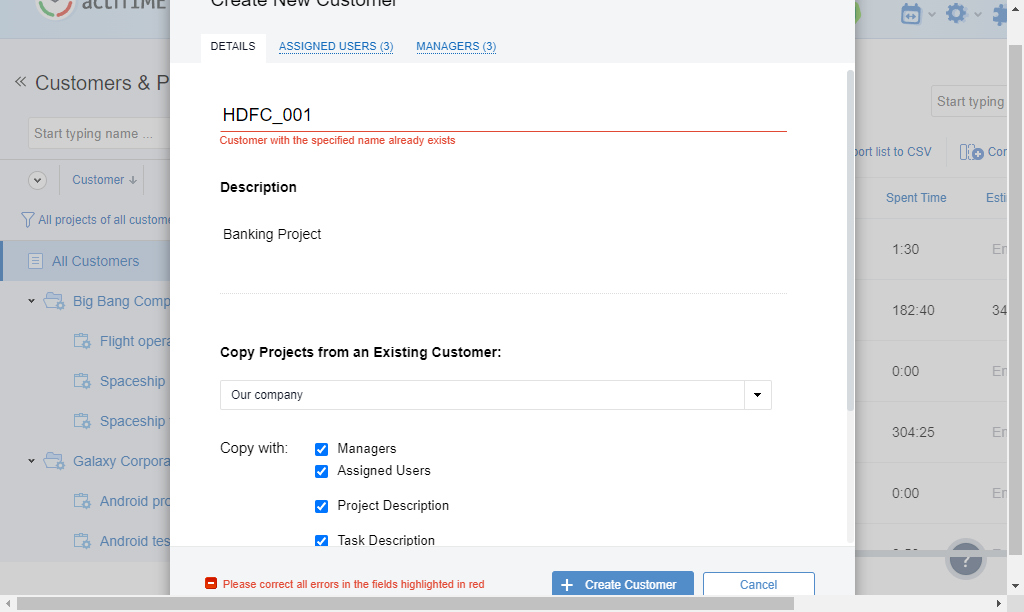 actiTIME
Create New Customer
DETAILS
ASSIGNED USERS (3)
MANAGERS (3)
Customers & P
Start typing name ...
Customer
All projects of all custome
All Customers
Big Bang Comp
Flight opera
Spaceship
Spaceship
Galaxy Corpora
Android pro
Android tes
HDFC_001
Customer with the specified name already exists
Description
Banking Project
Copy Projects from an Existing Customer:
Our company
Copy with:
Managers
Assigned Users
Project Description
Task Description
Please correct all errors in the fields highlighted in red
+ Create Customer
Cancel
Start typing
port list to CSV
Con
Spent Time
Esti
1:30
En
182:40
34
0:00
En
304:25
En
0:00
En
?